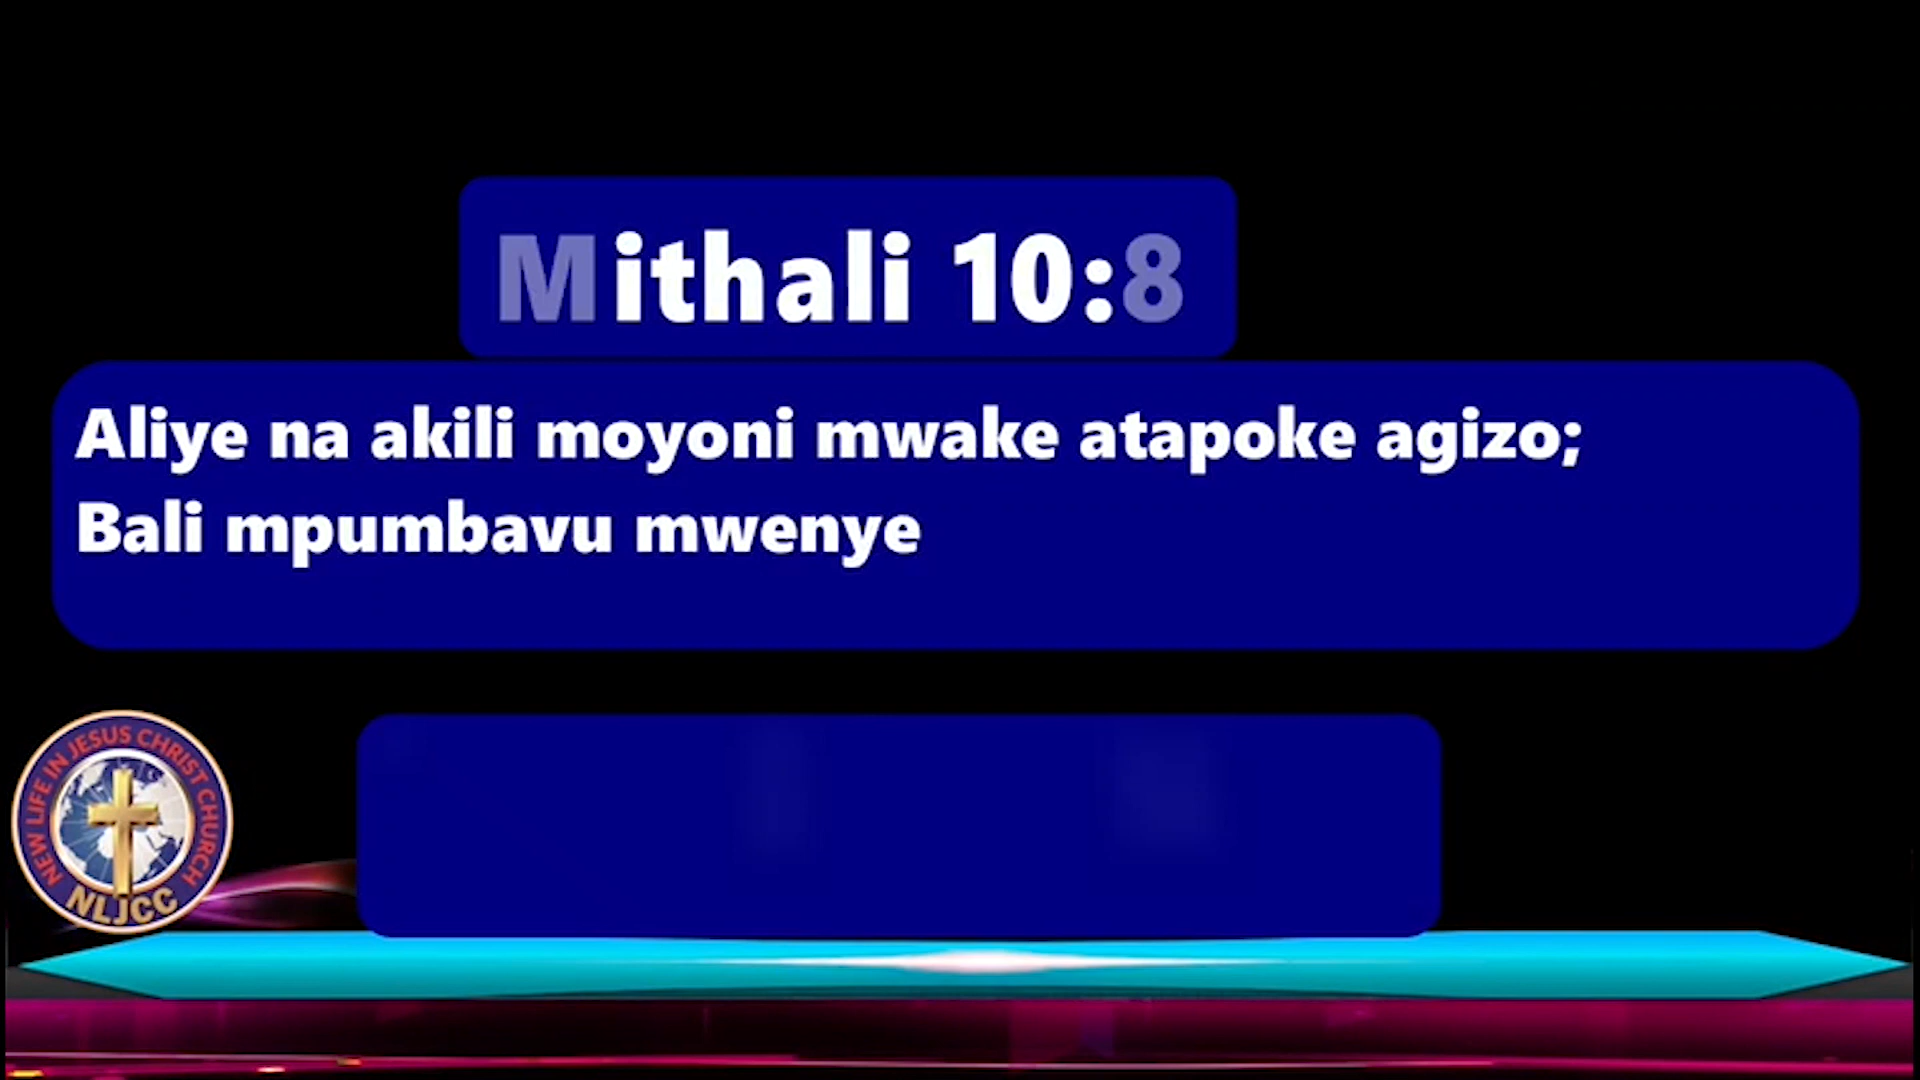 Mithali 10:8
Aliye na akili moyoni mwake atapoke agizo;
Bali mpumbavu mwenye
NEW LIFE IN JESUS CHRIST CHURCH
NLJCC